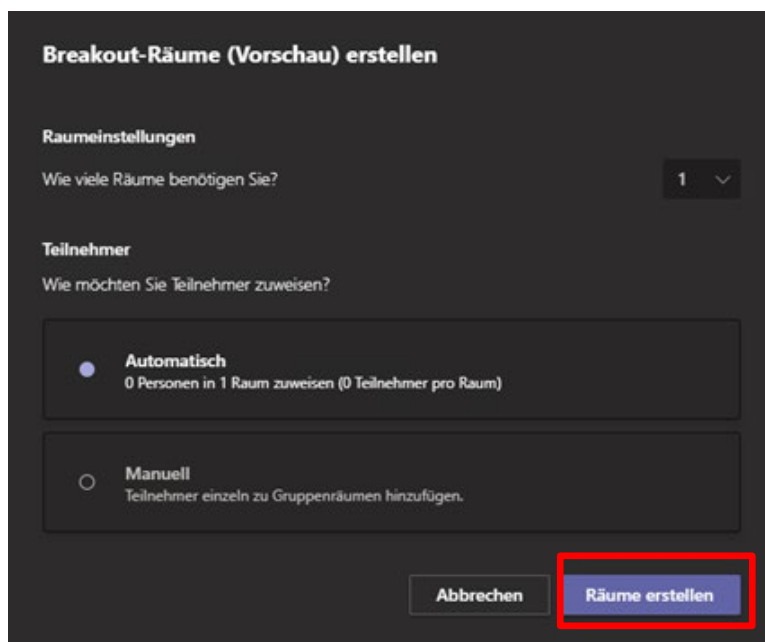 Breakout-Räume (Vorschau) erstellen
Raumeinstellungen
Wie viele Räume benötigen Sie?
1
Teilnehmer
Wie möchten Sie Teilnehmer zuweisen?
Automatisch
0 Personen in 1 Raum zuweisen (0 Teilnehmer pro Raum)
Manuell
Teilnehmer einzeln zu Gruppenräumen hinzufügen.
Abbrechen
Räume erstellen